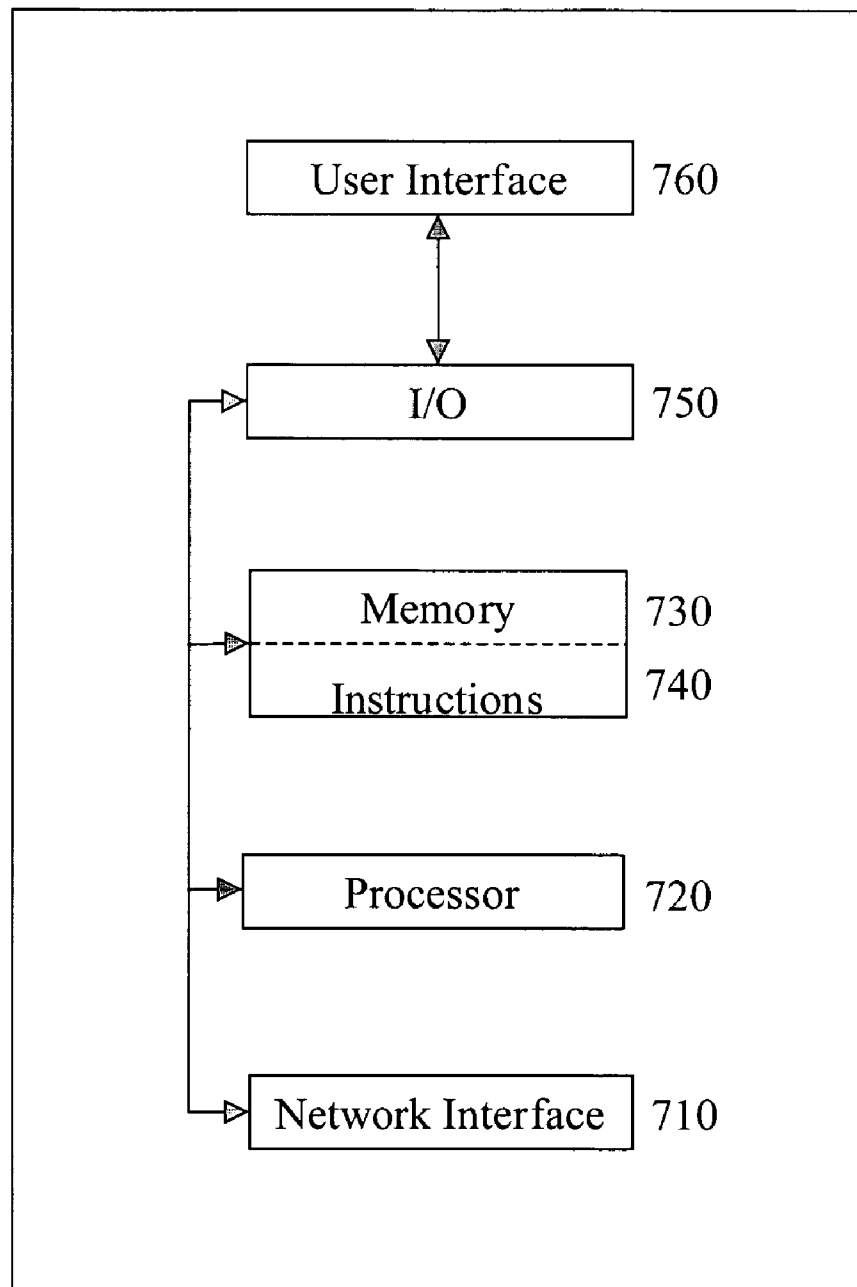 User Interface 760
I/O 750
Memory 730
Instructions 740
Processor 720
Network Interface 710